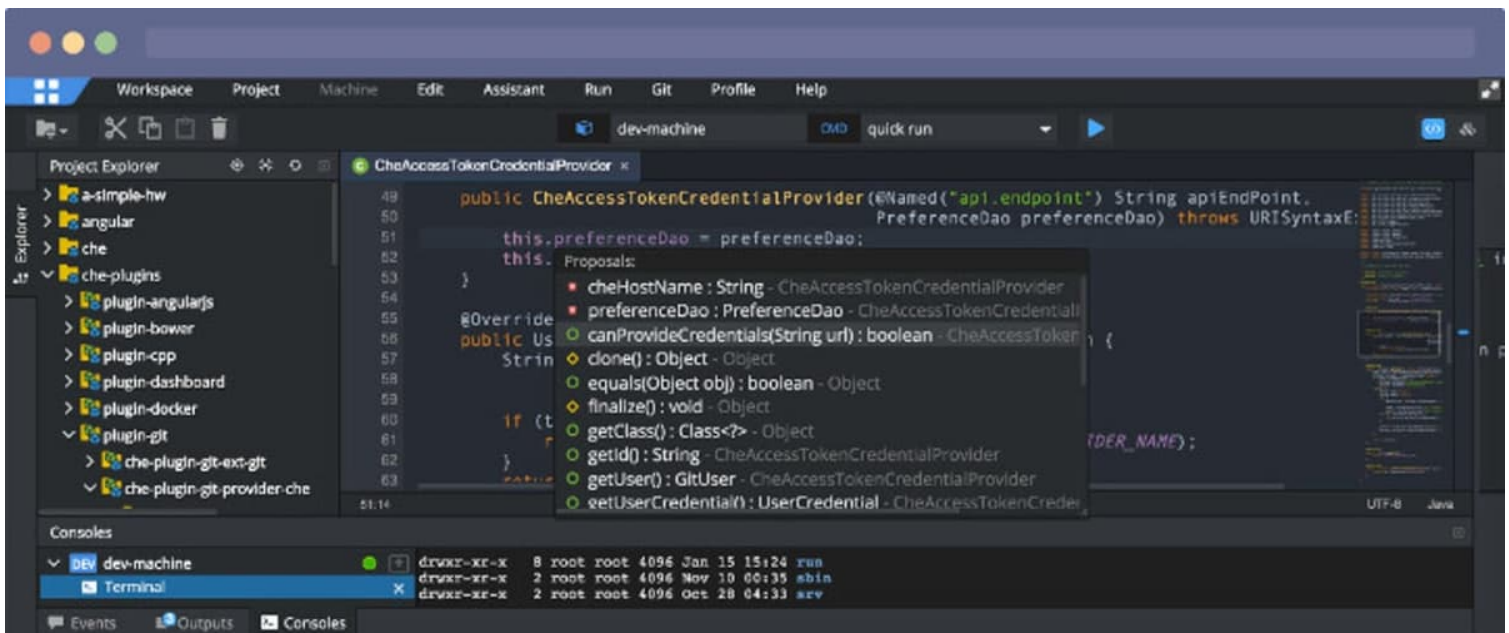 Workspace Project Machine Edit Assistant Run Git Profile Help
dev-machine CMD quick run
Project Explorer
CheAccessTokenCredentialProvider ×
Explorer
a-simple-hw
angular
che
che-plugins
plugin-angularjs
plugin-bower
plugin-cpp
plugin-dashboard
plugin-docker
plugin-git
che-plugin-git-ext-git
che-plugin-git-provider-che
49 public CheAccessTokenCredentialProvider(@Named("api.endpoint") String apiEndPoint.
50 PreferenceDao preferenceDao) throws URISyntaxE
51 this.preferenceDao = preferenceDao;
52 this.
53 }
54
55 @Override
56 public Us n {
57 Strin
58
59
60 if (t
61 r IDER_NAME);
62 }
63 retur
Proposals:
cheHostName : String - CheAccessTokenCredentialProvider
preferenceDao : PreferenceDao - CheAccessTokenCredentiall
canProvideCredentials(String url) : boolean - CheAccessToken
clone() : Object - Object
equals(Object obj) : boolean - Object
finalize() : void - Object
getClass() : Class<?> - Object
getId() : String - CheAccessTokenCredentialProvider
getUser() : GitUser - CheAccessTokenCredentialProvider
getUserCredential() : UserCredential - CheAccessTokenCreder
51:14 UTF-8 Java
Consoles
DEV dev-machine
Terminal ×
drwxr-xr-x 8 root root 4096 Jan 15 15:24 run
drwxr-xr-x 2 root root 4096 Nov 10 00:35 sbin
drwxr-xr-x 2 root root 4096 Oct 28 04:33 srv
Events Outputs Consoles